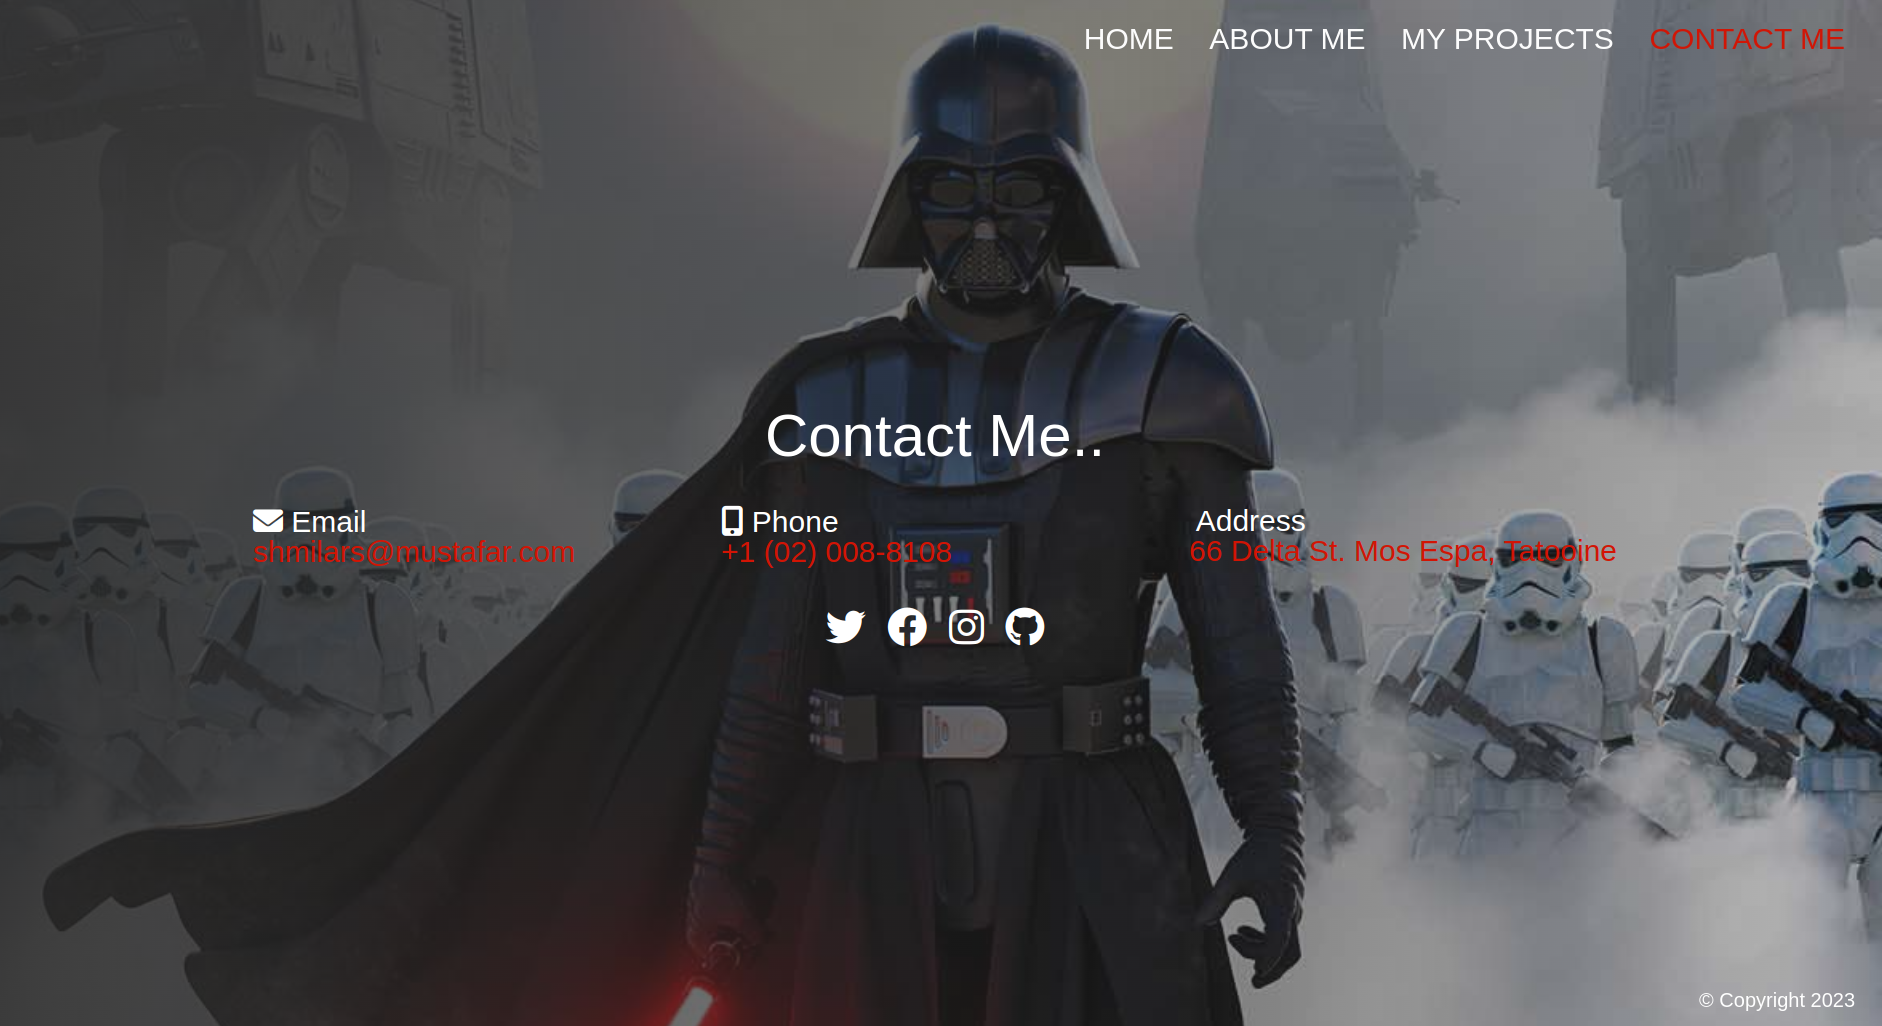 HOME ABOUT ME MY PROJECTS CONTACT ME
Contact Me..
Email Phone Address
shmilars@mustafar.com +1 (02) 008-8108 66 Delta St. Mos Espa, Tatooine
© Copyright 2023